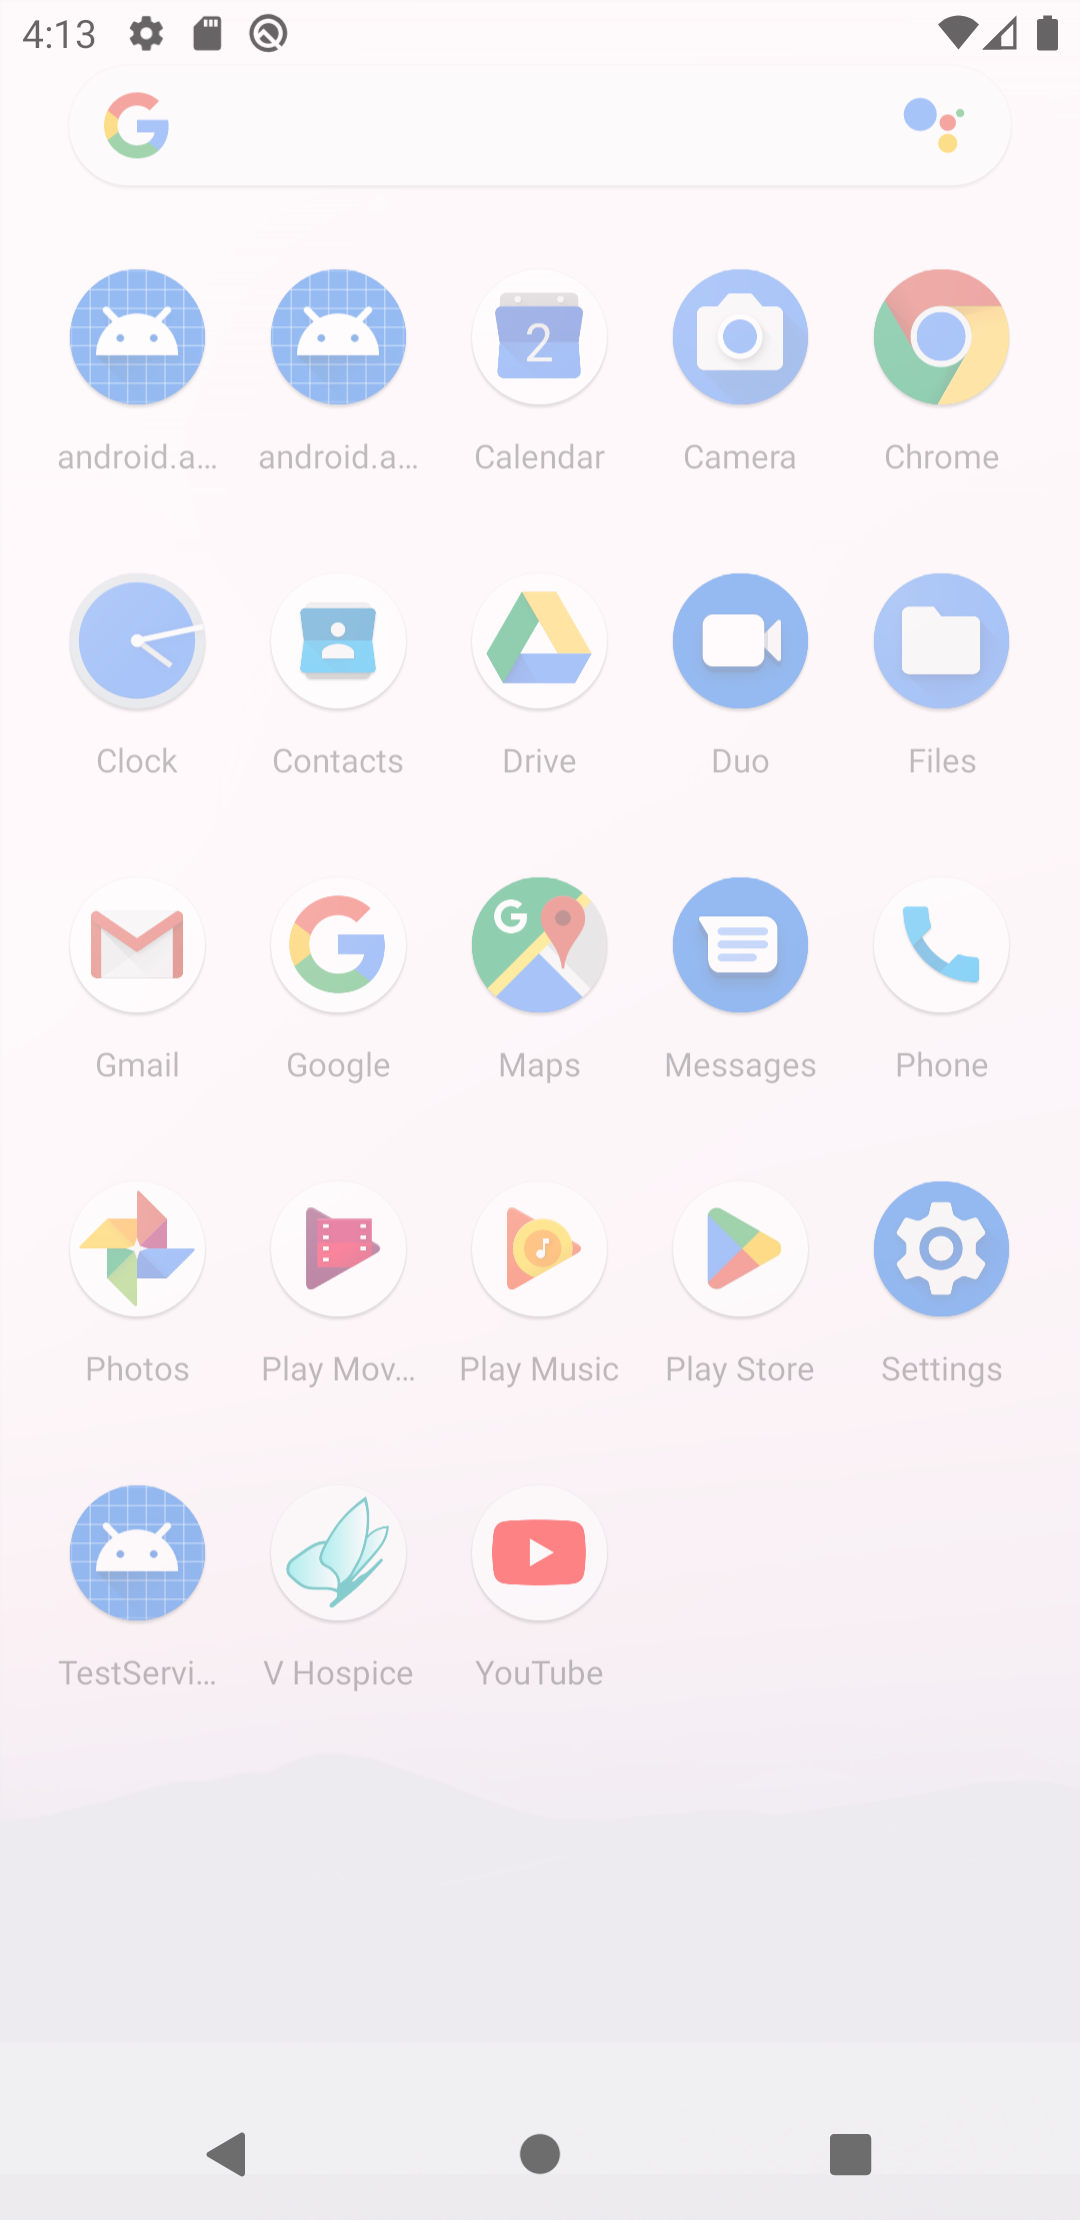 4:13
android.a...
android.a...
2
Calendar
Camera
Chrome
Clock
Contacts
Drive
Duo
Files
Gmail
Google
Maps
Messages
Phone
Photos
Play Mov...
Play Music
Play Store
Settings
TestServi...
V Hospice
YouTube